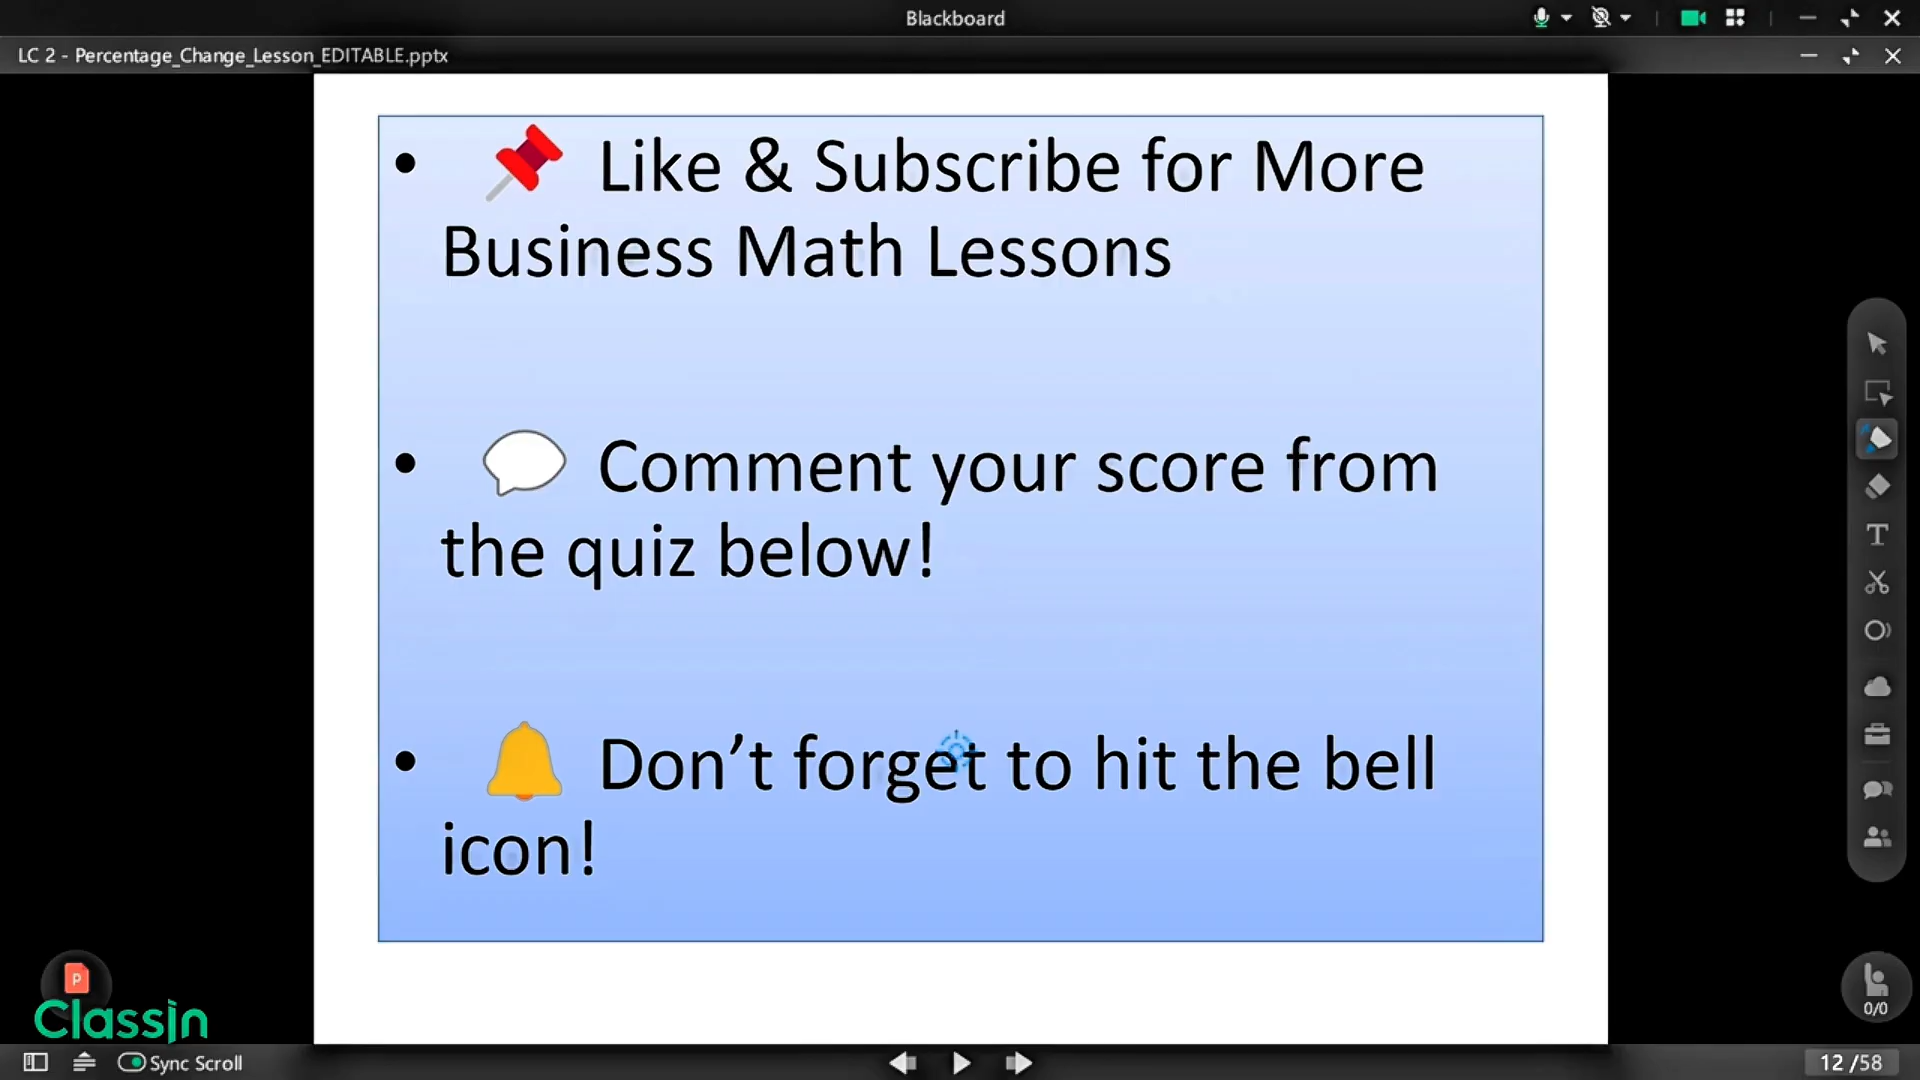 Blackboard
LC 2 - Percentage_Change_Lesson_EDITABLE.pptx
• Like & Subscribe for More
Business Math Lessons
• Comment your score from
the quiz below!
• Don’t forget to hit the bell
icon!
P
ClassIn
T
0/0
Sync Scroll
12 /58